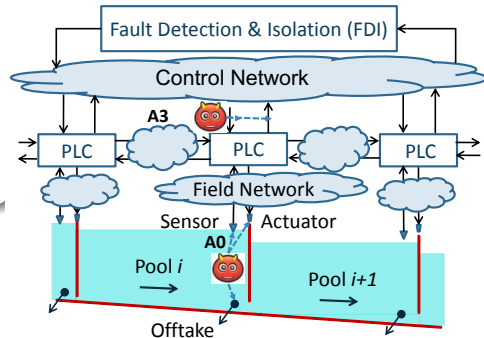 Fault Detection & Isolation (FDI)
Control Network
A3
PLC
PLC
PLC
Field Network
Sensor
Actuator
A0
Pool i
Pool i+1
Offtake